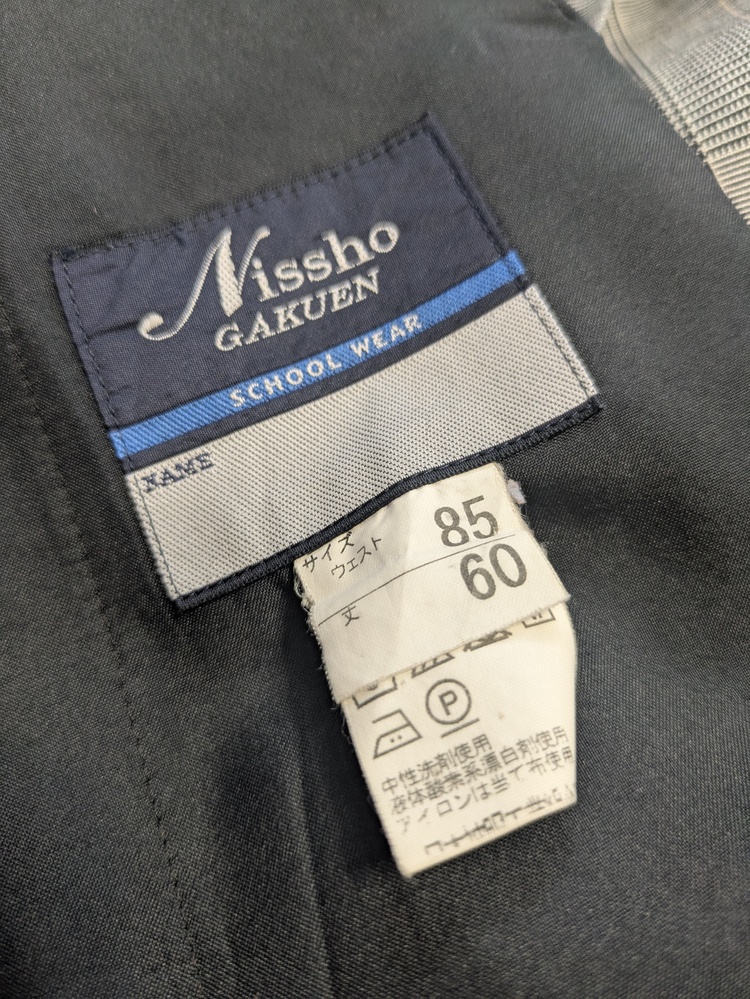 Nissho
GAKUEN
SCHOOL WEAR
NAME
サイズ 85
ウェスト
丈 60
P
中性洗剤使用
液体酸素系漂白剤使用
アイロンは当て布使用